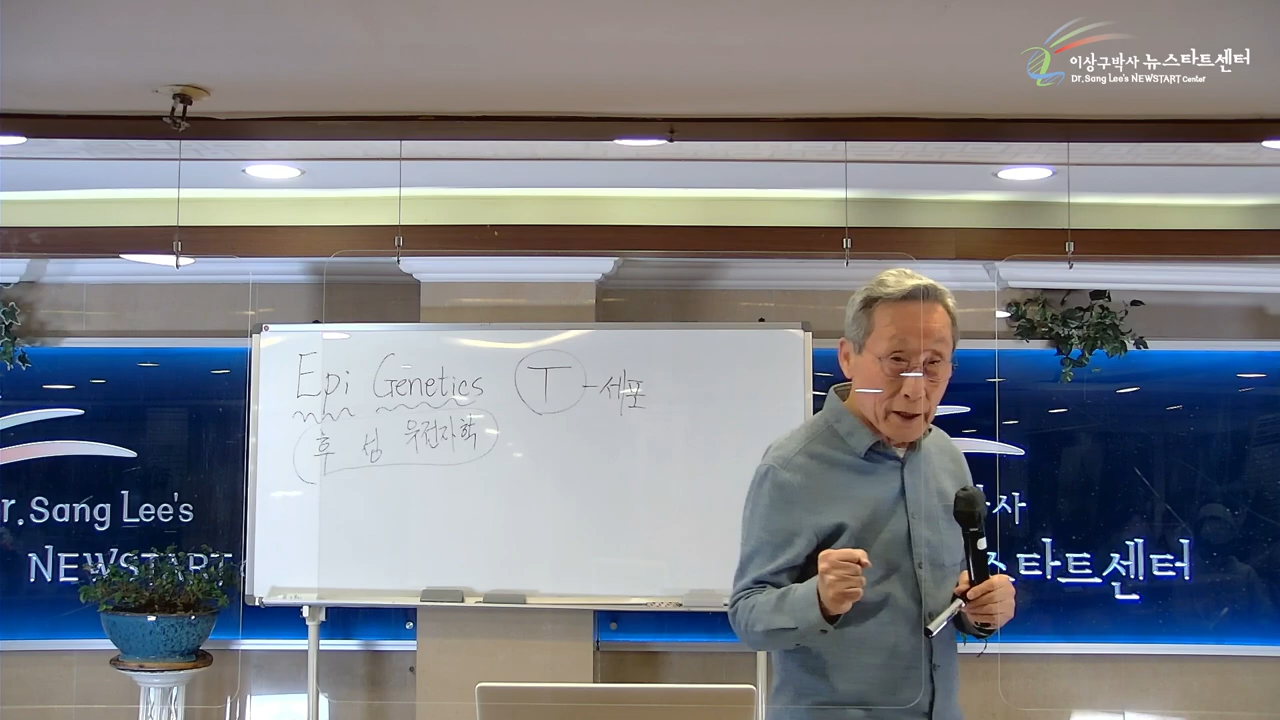 이상구박사 뉴스타트센터
Dr. Sang Lee's NEWSTART Center
Epi Genetics T-세포
후 성 유전자학
r. Sang Lee's
NEWSTART
사
스타트센터